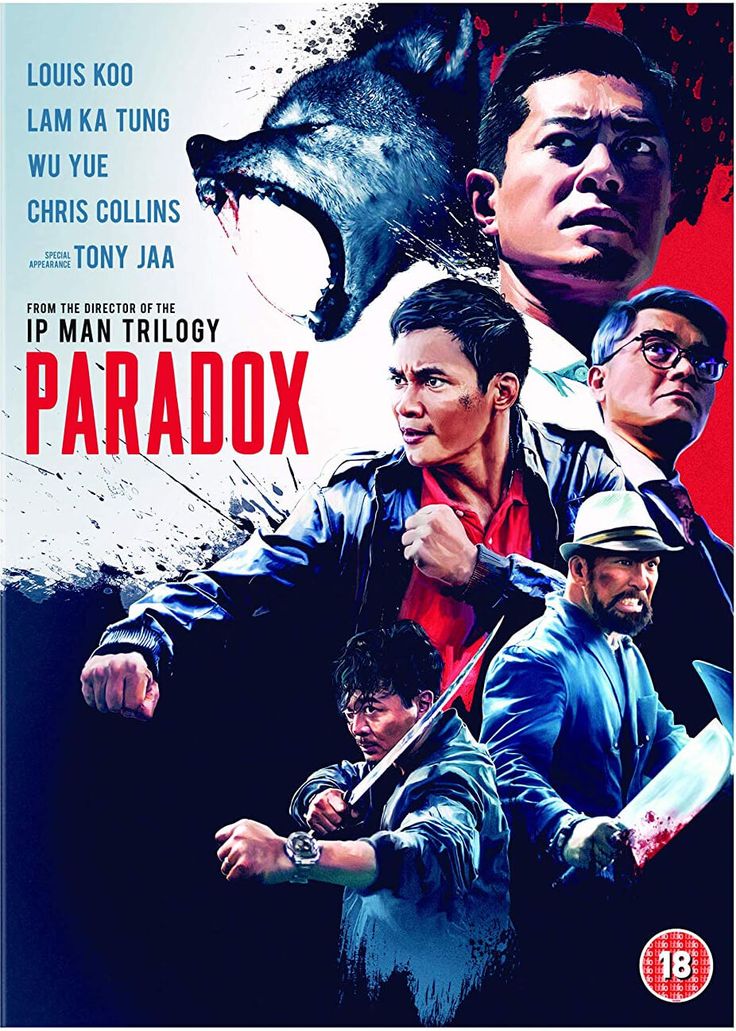 LOUIS KOO
LAM KA TUNG
WU YUE
CHRIS COLLINS
SPECIAL
APPEARANCE TONY JAA
FROM THE DIRECTOR OF THE
IP MAN TRILOGY
PARADOX
18